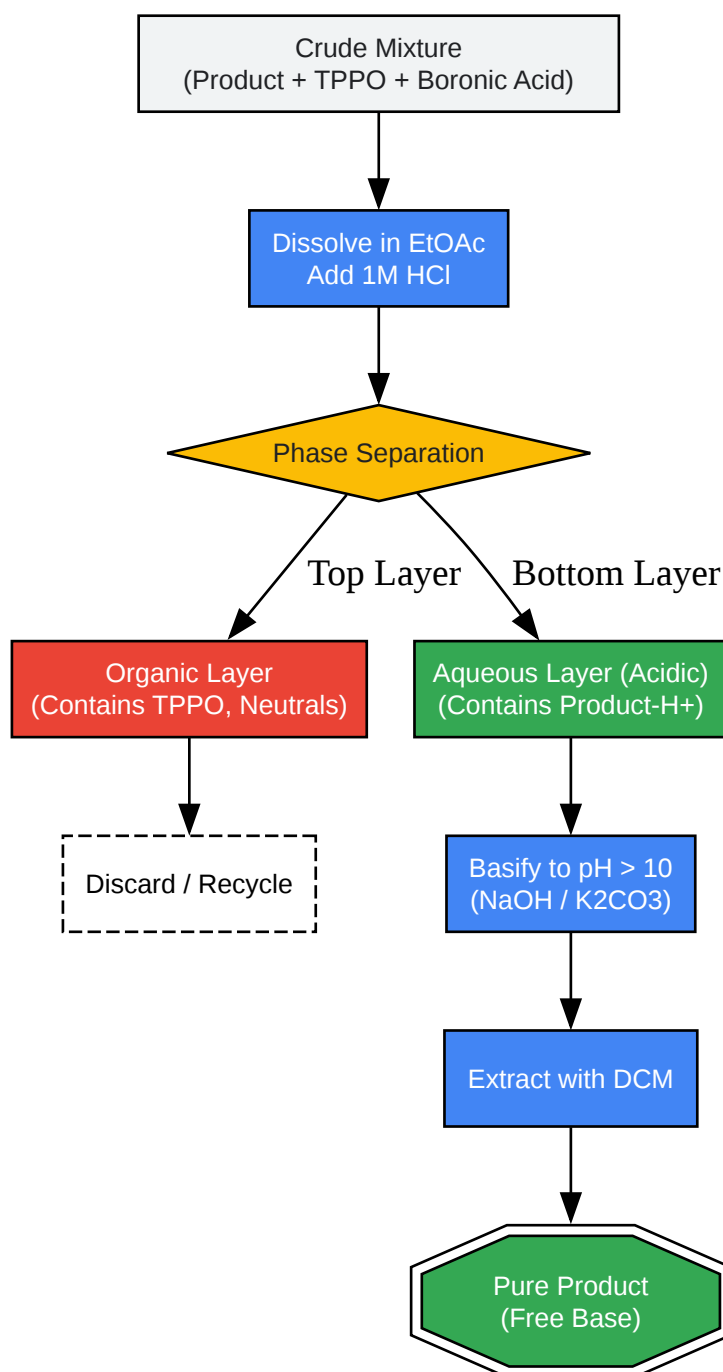 Crude Mixture
(Product + TPPO + Boronic Acid)
Dissolve in EtOAc
Add 1M HCl
Phase Separation
Top Layer
Bottom Layer
Organic Layer
(Contains TPPO, Neutrals)
Aqueous Layer (Acidic)
(Contains Product-H+)
Discard / Recycle
Basify to pH > 10
(NaOH / K2CO3)
Extract with DCM
Pure Product
(Free Base)